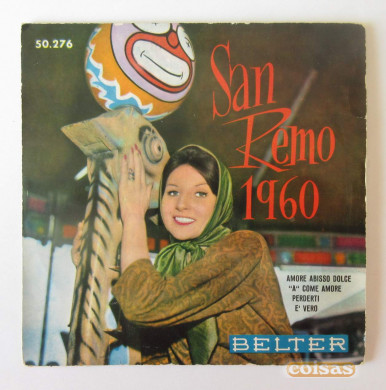 50.276
San
Remo
1960
AMORE ABISSO DOLCE
"A" COME AMORE
PERDERTI
E' VERO
BELTER
coisas